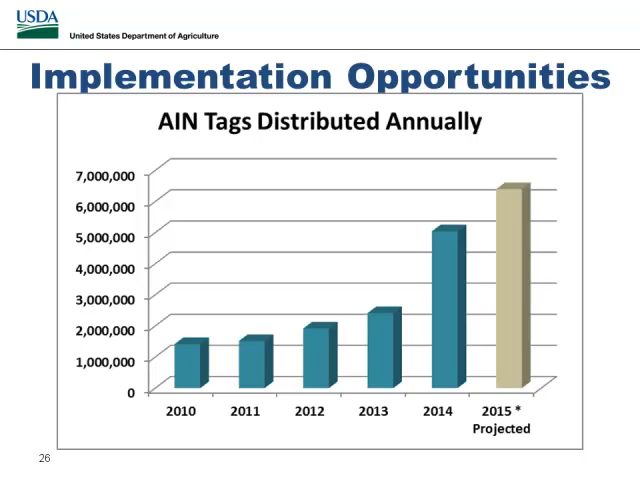 USDA
United States Department of Agriculture
Implementation Opportunities
AIN Tags Distributed Annually
7,000,000
6,000,000
5,000,000
4,000,000
3,000,000
2,000,000
1,000,000
0
2010 2011 2012 2013 2014 2015 *
Projected
26